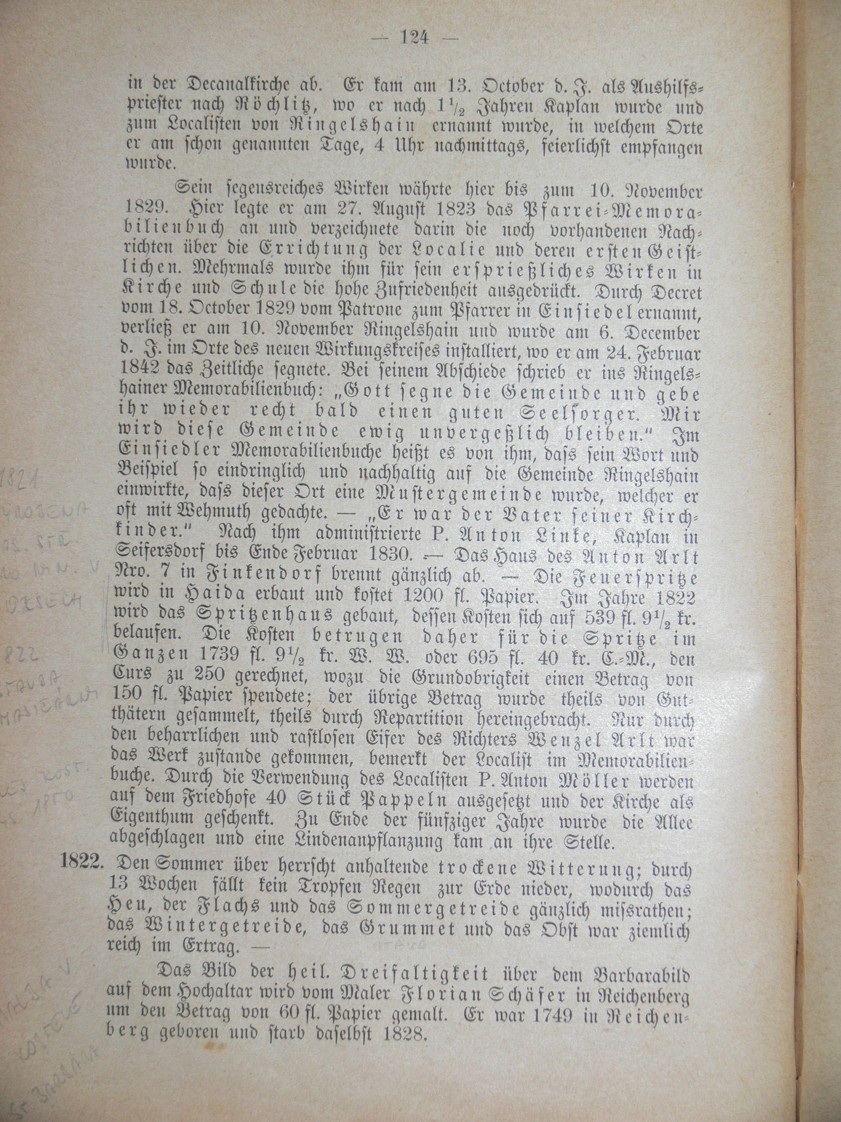 — 124 —
in der Decanalkirche ab. Er kam am 13. October d. J. als Aushilfs-
priester nach Röchlitz, wo er nach 1 1/2 Jahren Kaplan wurde und
zum Localisten von Ringelshain ernannt wurde, in welchem Orte
er am schon genannten Tage, 4 Uhr nachmittags, feierlichst empfangen
wurde.
Sein segensreiches Wirken währte hier bis zum 10. November
1829. Hier legte er am 27. August 1823 das Pfarrei-Memora-
bilienbuch an und verzeichnete darin die noch vorhandenen Nach-
richten über die Errichtung der Localie und deren ersten Geist-
lichen. Mehrmals wurde ihm für sein ersprießliches Wirken in
Kirche und Schule die hohe Zufriedenheit ausgedrückt. Durch Decret
vom 18. October 1829 vom Patrone zum Pfarrer in Einsiedel ernannt,
verließ er am 10. November Ringelshain und wurde am 6. December
d. J. im Orte des neuen Wirkungskreises installiert, wo er am 24. Februar
1842 das Zeitliche segnete. Bei seinem Abschiede schrieb er ins Ringels-
hainer Memorabilienbuch: „Gott segne die Gemeinde und gebe
ihr wieder recht bald einen guten Seelsorger. Mir
wird diese Gemeinde ewig unvergeßlich bleiben.“ Im
Einsiedler Memorabilienbuche heißt es von ihm, dass sein Wort und
Beispiel so eindringlich und nachhaltig auf die Gemeinde Ringelshain
einwirkte, dass dieser Ort eine Mustergemeinde wurde, welcher er
oft mit Wehmuth gedachte. — „Er war der Vater seiner Kirch-
kinder.“ Nach ihm administrierte P. Anton Linke, Kaplan in
Seifersdorf bis Ende Februar 1830. — Das Haus des Anton Arlt
Nro. 7 in Finkendorf brennt gänzlich ab. — Die Feuerspritze
wird in Haida erbaut und kostet 1200 fl. Papier. Im Jahre 1822
wird das Spritzenhaus gebaut, dessen Kosten sich auf 539 fl. 9 1/2 kr.
belaufen. Die Kosten betrugen daher für die Spritze im
Ganzen 1739 fl. 9 1/2 kr. W. W. oder 695 fl. 40 kr. C.-M., den
Curs zu 250 gerechnet, wozu die Grundobrigkeit einen Betrag von
150 fl. Papier spendete; der übrige Betrag wurde theils von Gut-
thätern gesammelt, theils durch Repartition hereingebracht. Nur durch
den beharrlichen und rastlosen Eifer des Richters Wenzel Arlt war
das Werk zustande gekommen, bemerkt der Localist im Memorabilien-
buche. Durch die Verwendung des Localisten P. Anton Möller werden
auf dem Friedhofe 40 Stück Pappeln ausgesetzt und der Kirche als
Eigenthum geschenkt. Zu Ende der fünfziger Jahre wurde die Allee
abgeschlagen und eine Lindenanpflanzung kam an ihre Stelle.
1822. Den Sommer über herrscht anhaltende trockene Witterung; durch
13 Wochen fällt kein Tropfen Regen zur Erde nieder, wodurch das
Heu, der Flachs und das Sommergetreide gänzlich missrathen;
das Wintergetreide, das Grummet und das Obst war ziemlich
reich im Ertrag. —
Das Bild der heil. Dreifaltigkeit über dem Barbarabild
auf dem Hochaltar wird vom Maler Florian Schäfer in Reichenberg
um den Betrag von 60 fl. Papier gemalt. Er war 1749 in Reichen-
berg geboren und starb daselbst 1828.
1821